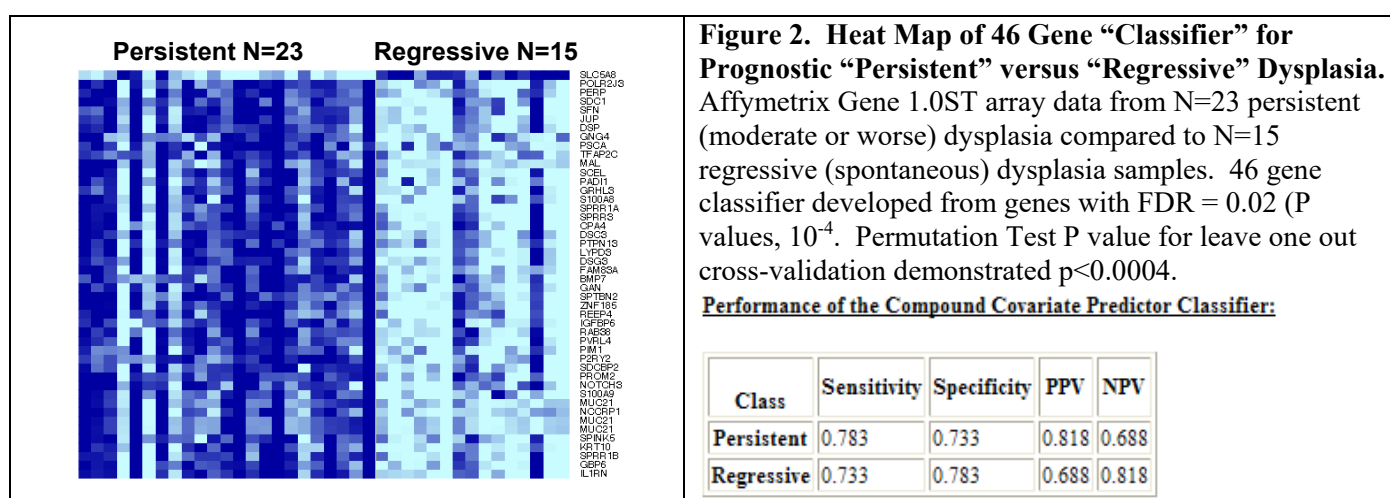 Persistent N=23 Regressive N=15
SLC5A8
POLR2J3
PERP
SDC1
SFN
JUP
DSP
GNG4
PSCA
TFAP2C
MAL
SCEL
PADI1
GRHL3
S100A8
SPRR1A
SPRR3
CPA4
DSC3
PTPN13
LYPD3
DSG3
FAM83A
BMP7
GAN
SPTBN2
ZNF185
REEP4
IGFBP6
RAB38
PVRL4
PIM1
P2RY2
SDCBP2
PROM2
NOTCH3
S100A9
MUC21
NCCRP1
MUC21
MUC21
SPINK5
KRT10
SPRR1B
GBP6
IL1RN
Figure 2. Heat Map of 46 Gene “Classifier” for
Prognostic “Persistent” versus “Regressive” Dysplasia.
Affymetrix Gene 1.0ST array data from N=23 persistent
(moderate or worse) dysplasia compared to N=15
regressive (spontaneous) dysplasia samples. 46 gene
classifier developed from genes with FDR = 0.02 (P
values, 10-4. Permutation Test P value for leave one out
cross-validation demonstrated p<0.0004.
Performance of the Compound Covariate Predictor Classifier:
Class Sensitivity Specificity PPV NPV
Persistent 0.783 0.733 0.818 0.688
Regressive 0.733 0.783 0.688 0.818